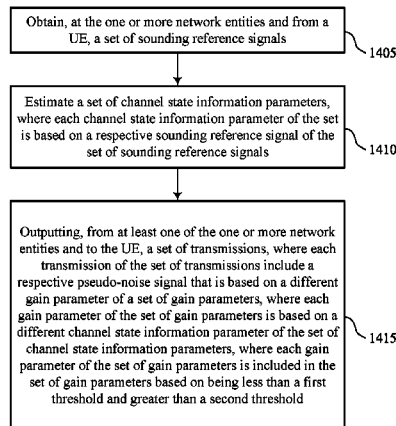 Obtain, at the one or more network entities and from a
UE, a set of sounding reference signals
1405
Estimate a set of channel state information parameters,
where each channel state information parameter of the set
is based on a respective sounding reference signal of the
set of sounding reference signals
1410
Outputting, from at least one of the one or more network
entities and to the UE, a set of transmissions, where each
transmission of the set of transmissions include a
respective pseudo-noise signal that is based on a different
gain parameter of a set of gain parameters, where each
gain parameter of the set of gain parameters is based on a
different channel state information parameter of the set of
channel state information parameters, where each gain
parameter of the set of gain parameters is included in the
set of gain parameters based on being less than a first
threshold and greater than a second threshold
1415